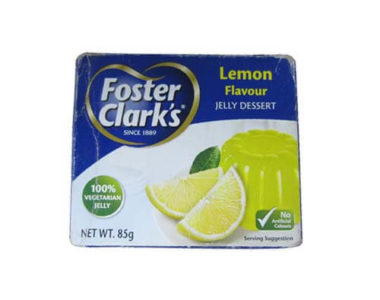 Foster
Clark's
SINCE 1889
Lemon
Flavour
JELLY DESSERT
100%
VEGETARIAN
JELLY
NET WT. 85g
No
Artificial
Colours
Serving Suggestion